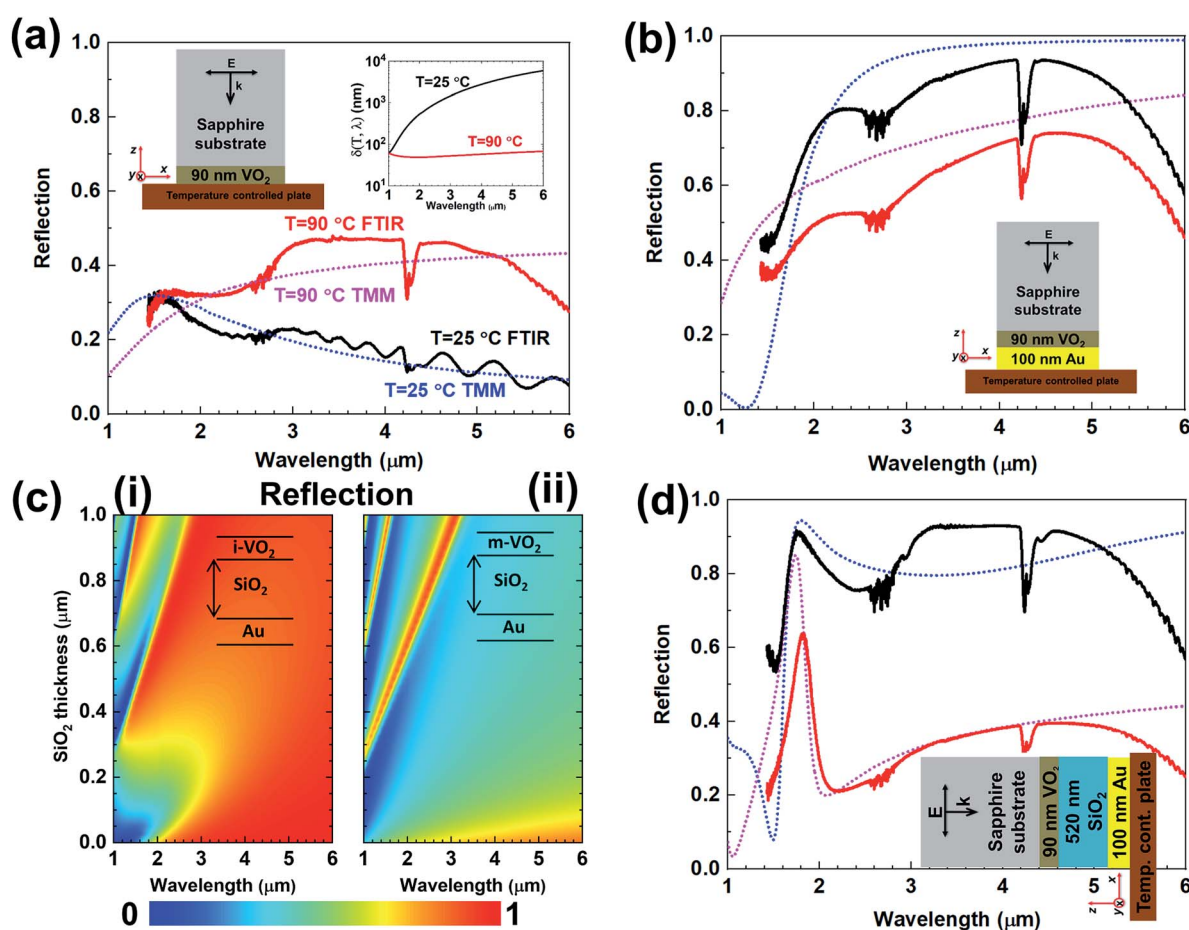 (a)
1.0
0.8
0.6
0.4
0.2
0.0
Reflection
1 2 3 4 5 6
Wavelength (μm)
E
k
Sapphire
substrate
90 nm VO2
Temperature controlled plate
z
y x x
δ(T, λ) (nm)
10⁴
10³
10²
10¹
T=25 °C
T=90 °C
1 2 3 4 5 6
Wavelength (μm)
T=90 °C FTIR
T=90 °C TMM
T=25 °C FTIR
T=25 °C TMM
(b)
1.0
0.8
0.6
0.4
0.2
0.0
Reflection
1 2 3 4 5 6
Wavelength (μm)
E
k
Sapphire
substrate
90 nm VO2
100 nm Au
Temperature controlled plate
z
y x x
(c)
(i) Reflection (ii)
1.0
0.8
0.6
0.4
0.2
0.0
SiO2 thickness (μm)
i-VO2
SiO2
Au
1 2 3 4 5 6
Wavelength (μm)
m-VO2
SiO2
Au
1 2 3 4 5 6
Wavelength (μm)
0 1
(d)
1.0
0.8
0.6
0.4
0.2
0.0
Reflection
1 2 3 4 5 6
Wavelength (μm)
E
k
Sapphire
substrate
90 nm VO2
520 nm
SiO2
100 nm Au
Temp. cont. plate
x
z y x